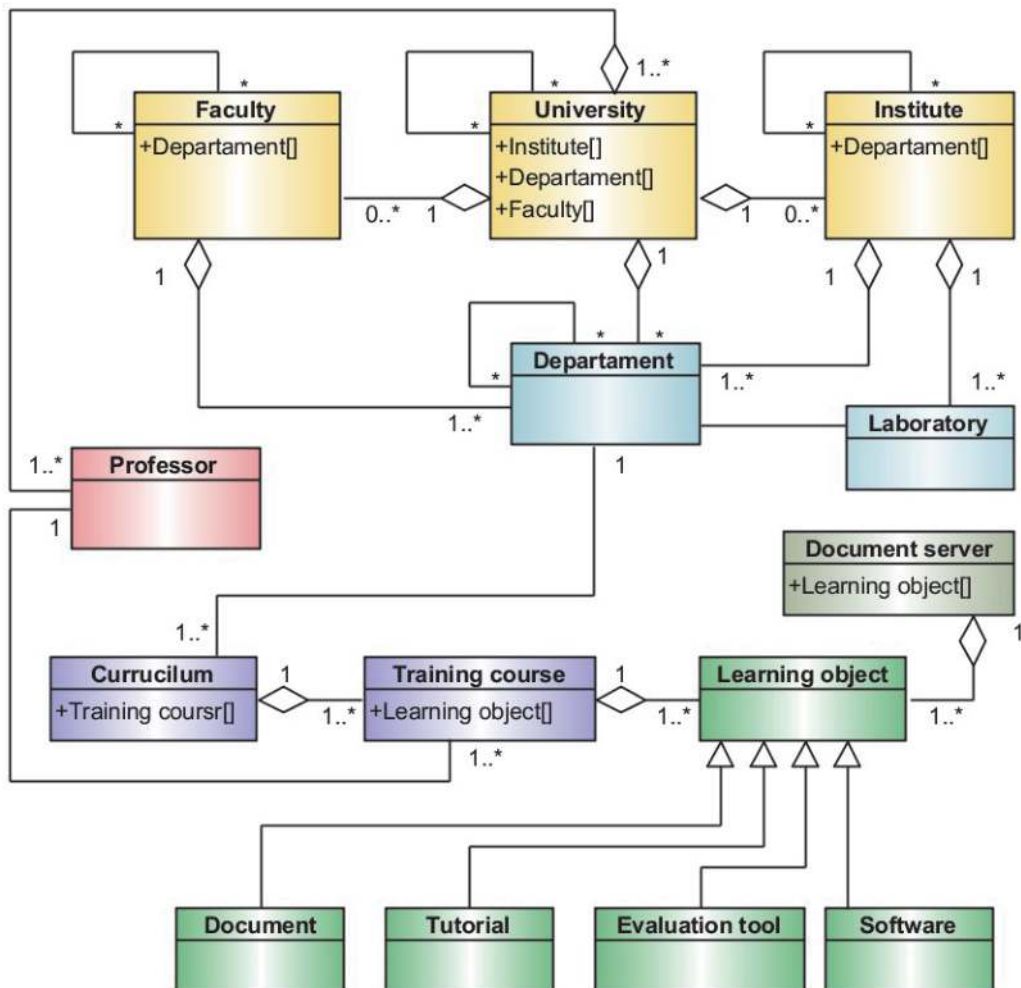 1..*
*
*
Faculty
+Departament[]
*
*
University
+Institute[]
+Departament[]
+Faculty[]
*
*
Institute
+Departament[]
0..*
1
1
0..*
1
1
1
1
*
*
*
Departament
1..*
1..*
1..*
Laboratory
1..*
Professor
1
1
Document server
+Learning object[]
1
1..*
Currucilum
+Training coursr[]
1
1..*
Training course
+Learning object[]
1
1..*
Learning object
1..*
1..*
Document
Tutorial
Evaluation tool
Software